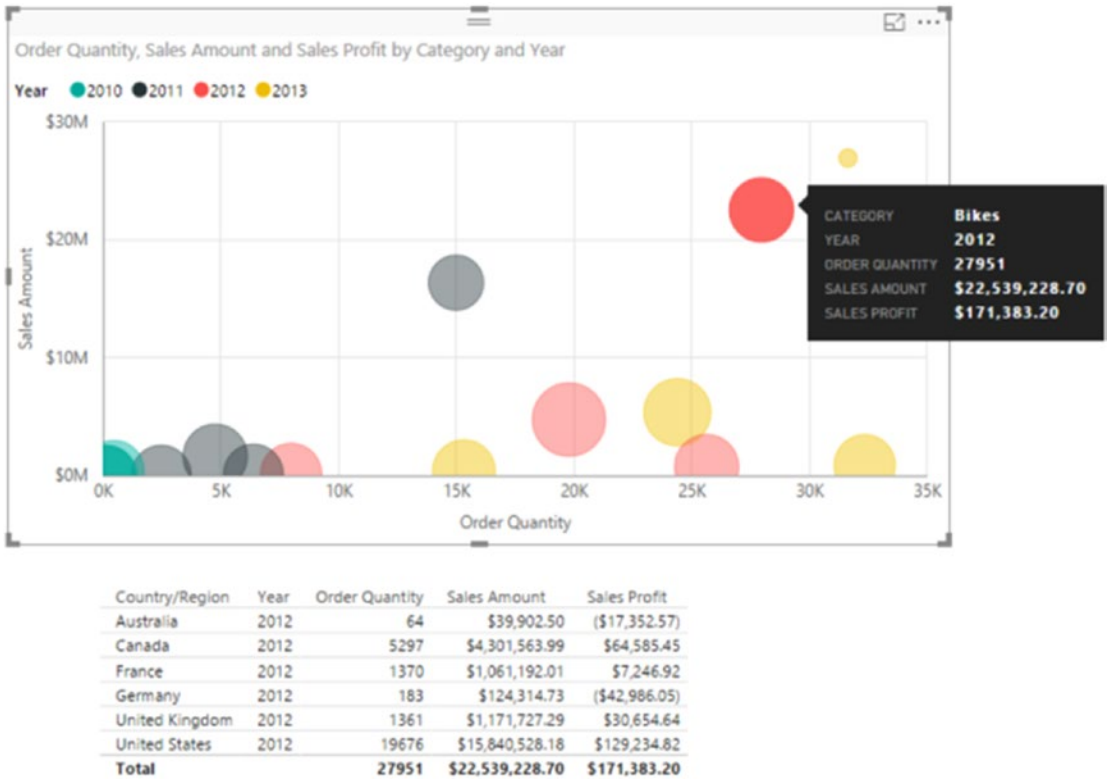 Order Quantity, Sales Amount and Sales Profit by Category and Year
Year 2010 2011 2012 2013
$30M
$20M
$10M
$0M
Sales Amount
0K 5K 10K 15K 20K 25K 30K 35K
Order Quantity
CATEGORY Bikes
YEAR 2012
ORDER QUANTITY 27951
SALES AMOUNT $22,539,228.70
SALES PROFIT $171,383.20
Country/Region Year Order Quantity Sales Amount Sales Profit
Australia 2012 64 $39,902.50 ($17,352.57)
Canada 2012 5297 $4,301,563.99 $64,585.45
France 2012 1370 $1,061,192.01 $7,246.92
Germany 2012 183 $124,314.73 ($42,986.05)
United Kingdom 2012 1361 $1,171,727.29 $30,654.64
United States 2012 19676 $15,840,528.18 $129,234.82
Total 27951 $22,539,228.70 $171,383.20